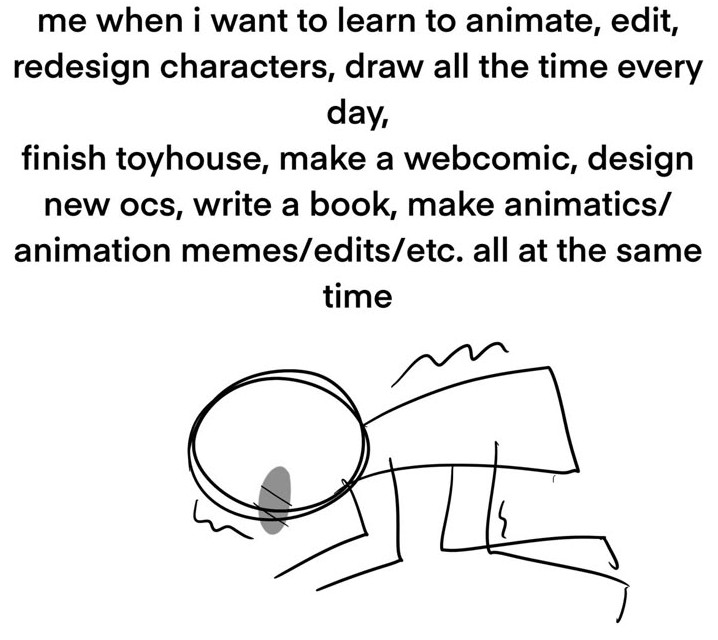 me when i want to learn to animate, edit,
redesign characters, draw all the time every
day,
finish toyhouse, make a webcomic, design
new ocs, write a book, make animatics/
animation memes/edits/etc. all at the same
time